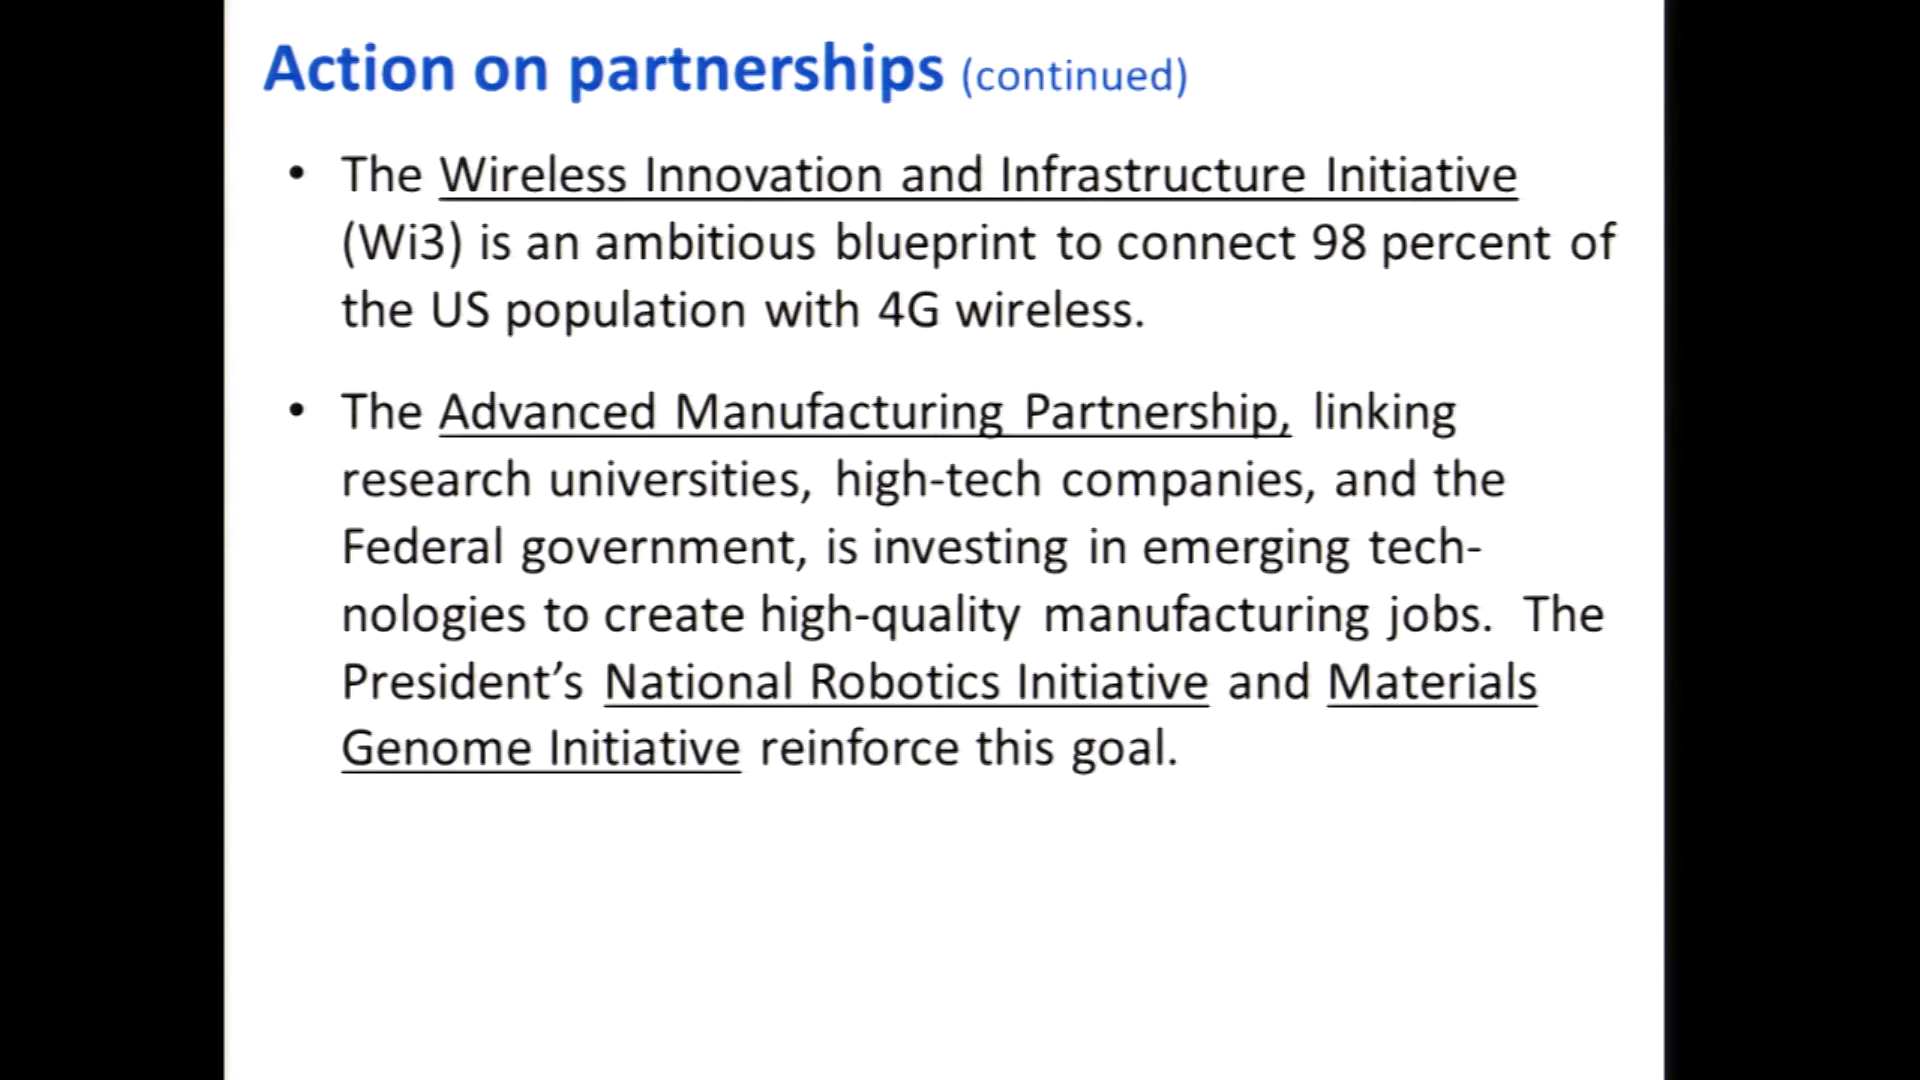 Action on partnerships (continued)
• The Wireless Innovation and Infrastructure Initiative
(Wi3) is an ambitious blueprint to connect 98 percent of
the US population with 4G wireless.
• The Advanced Manufacturing Partnership, linking
research universities, high-tech companies, and the
Federal government, is investing in emerging tech-
nologies to create high-quality manufacturing jobs. The
President’s National Robotics Initiative and Materials
Genome Initiative reinforce this goal.